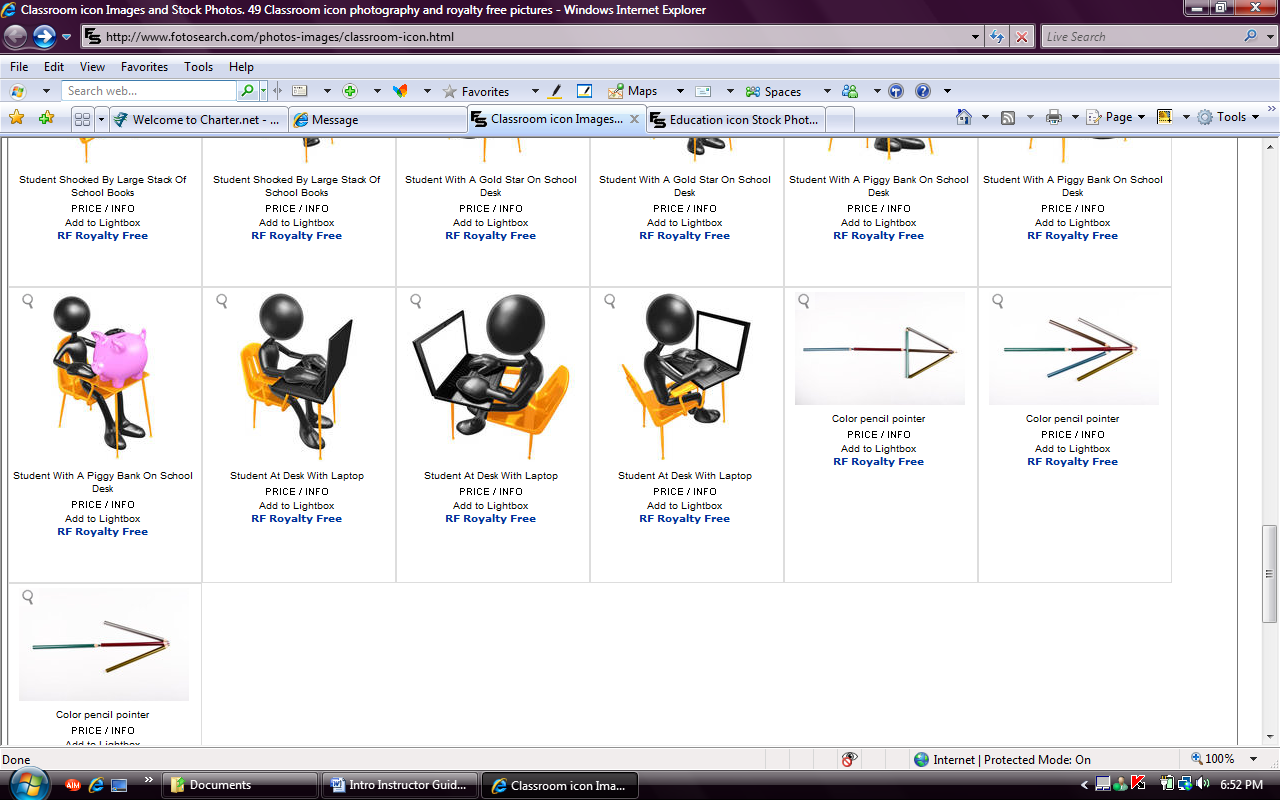 Classroom icon Images and Stock Photos. 49 Classroom icon photography and royalty free pictures - Windows Internet Explorer
http://www.fotosearch.com/photos-images/classroom-icon.html
Live Search
File Edit View Favorites Tools Help
Search web...
Favorites
Maps
Spaces
Welcome to Charter.net - ...
Message
FS Classroom icon Images...
FS Education icon Stock Phot...
Page
Tools
Student Shocked By Large Stack Of
School Books
PRICE / INFO
Add to Lightbox
RF Royalty Free
Student Shocked By Large Stack Of
School Books
PRICE / INFO
Add to Lightbox
RF Royalty Free
Student With A Gold Star On School
Desk
PRICE / INFO
Add to Lightbox
RF Royalty Free
Student With A Gold Star On School
Desk
PRICE / INFO
Add to Lightbox
RF Royalty Free
Student With A Piggy Bank On School
Desk
PRICE / INFO
Add to Lightbox
RF Royalty Free
Student With A Piggy Bank On School
Desk
PRICE / INFO
Add to Lightbox
RF Royalty Free
Student With A Piggy Bank On School
Desk
PRICE / INFO
Add to Lightbox
RF Royalty Free
Student At Desk With Laptop
PRICE / INFO
Add to Lightbox
RF Royalty Free
Student At Desk With Laptop
PRICE / INFO
Add to Lightbox
RF Royalty Free
Student At Desk With Laptop
PRICE / INFO
Add to Lightbox
RF Royalty Free
Color pencil pointer
PRICE / INFO
Add to Lightbox
RF Royalty Free
Color pencil pointer
PRICE / INFO
Add to Lightbox
RF Royalty Free
Color pencil pointer
PRICE / INFO
Add to Lightbox
Done
Internet | Protected Mode: On
100%
AIM
Documents
Intro Instructor Guid...
Classroom icon Ima...
6:52 PM